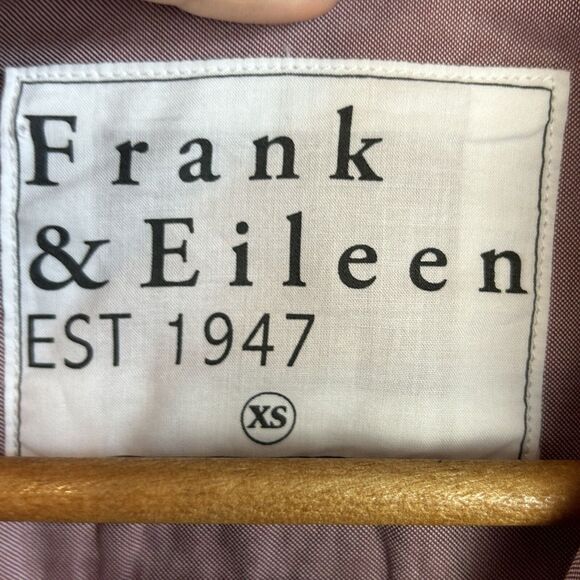 Frank
& Eileen
EST 1947
XS